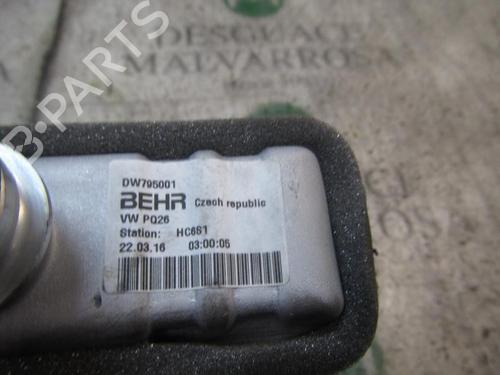 DESGUACE
MALVARROSA
B-Parts
DW795001
BEHR Czech republic
VW PQ26
Station: HC6S1
22.03.16 03:00:05